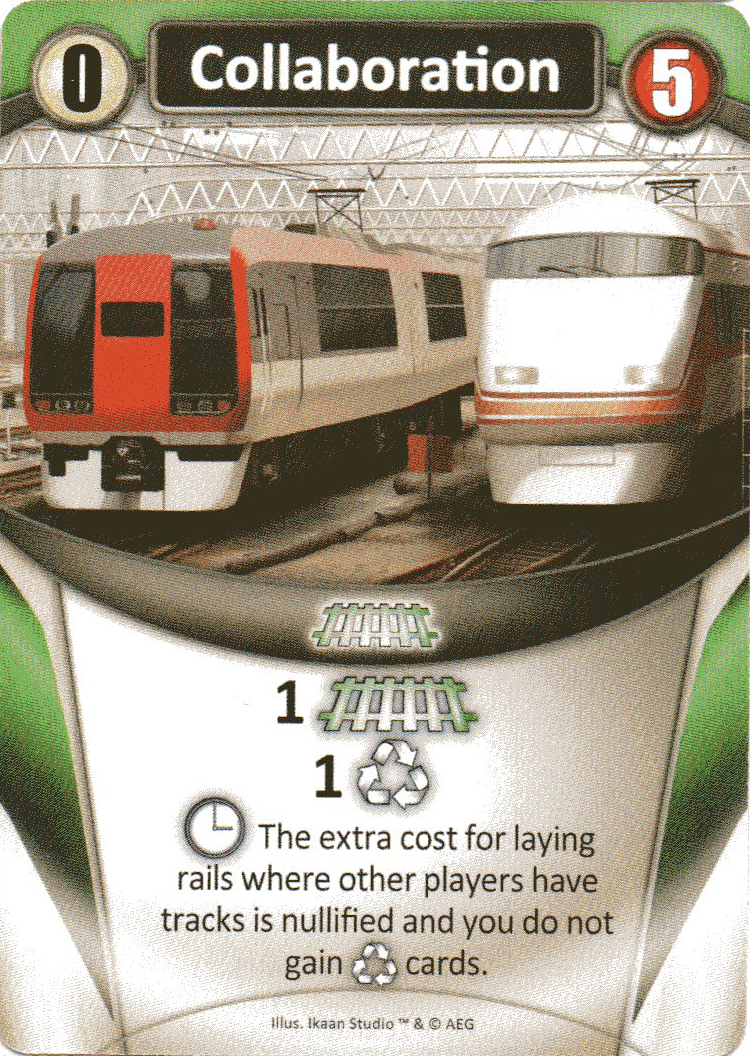 0 Collaboration 5
1
1
The extra cost for laying
rails where other players have
tracks is nullified and you do not
gain cards.
Illus. Ikaan Studio ™ & © AEG